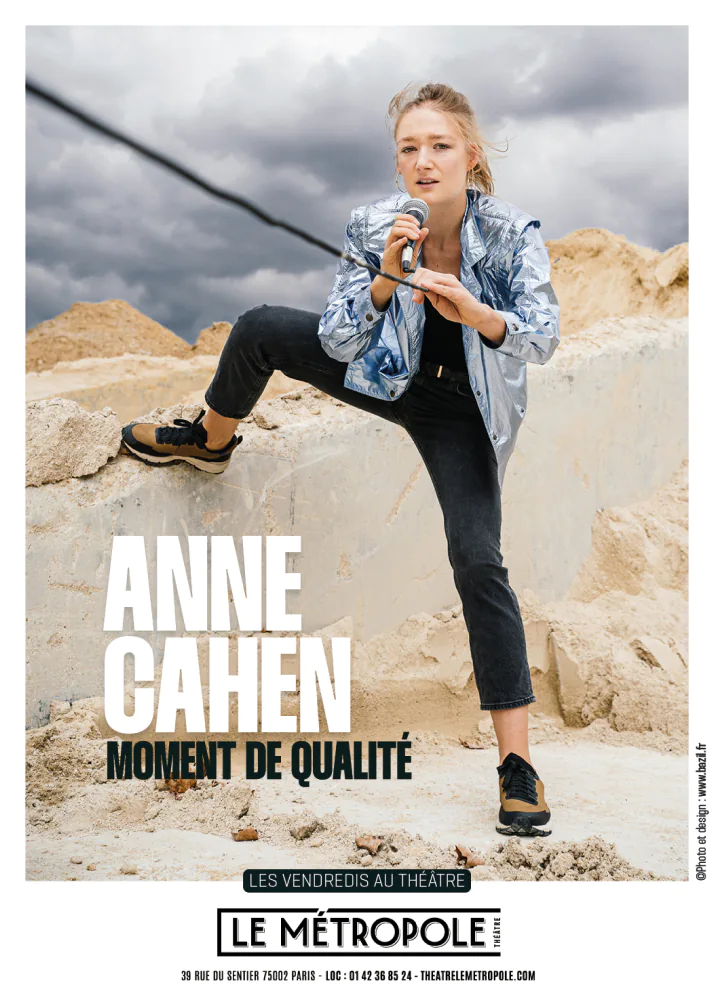 ANNE
CAHEN
MOMENT DE QUALITÉ
©Photo et design : www.bazil.fr
LES VENDREDIS AU THÉÂTRE
LE MÉTROPOLE
THÉÂTRE
39 RUE DU SENTIER 75002 PARIS - LOC : 01 42 36 85 24 - THEATRELEMETROPOLE.COM